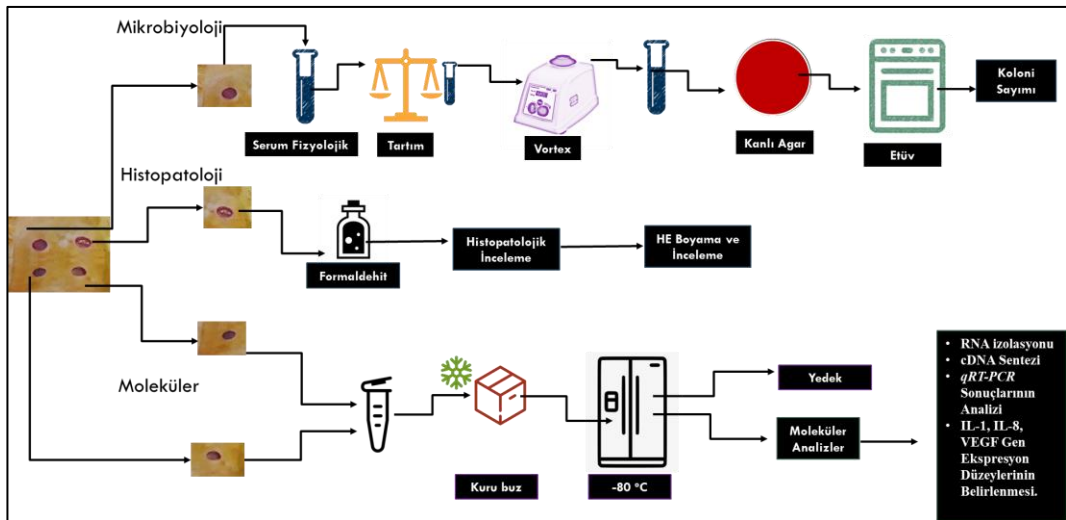 Mikrobiyoloji
Serum Fizyolojik
Tartım
Vortex
Kanlı Agar
Etüv
Koloni
Sayımı
Histopatoloji
Formaldehit
Histopatolojik
İnceleme
HE Boyama ve
İnceleme
Moleküler
Kuru buz
-80 °C
Yedek
Moleküler
Analizler
• RNA izolasyonu
• cDNA Sentezi
• qRT-PCR
Sonuçlarının
Analizi
• IL-1, IL-8,
VEGF Gen
Ekspresyon
Düzeylerinin
Belirlenmesi.